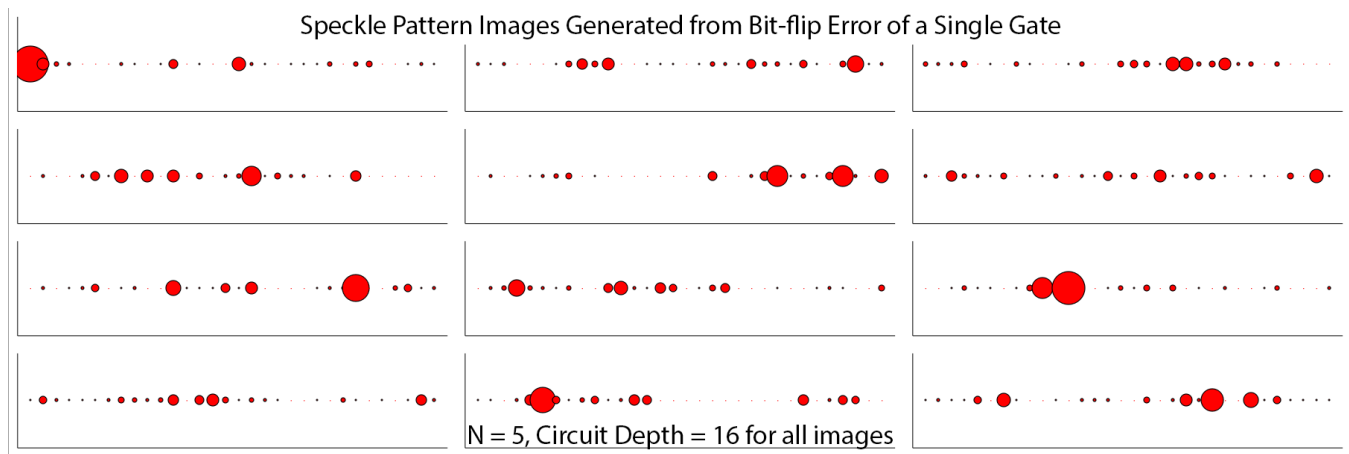 Speckle Pattern Images Generated from Bit-flip Error of a Single Gate
N = 5, Circuit Depth = 16 for all images